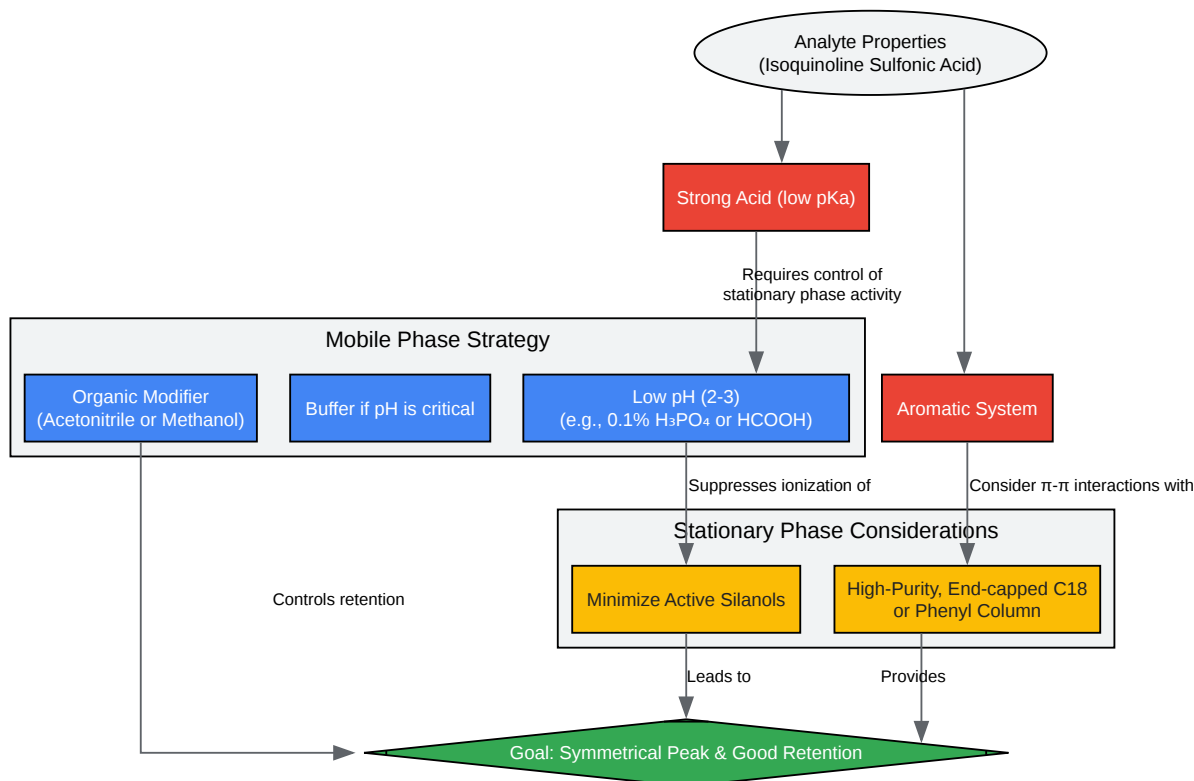 Analyte Properties
(Isoquinoline Sulfonic Acid)
Strong Acid (low pKa)
Requires control of
stationary phase activity
Mobile Phase Strategy
Organic Modifier
(Acetonitrile or Methanol)
Buffer if pH is critical
Low pH (2-3)
(e.g., 0.1% H₃PO₄ or HCOOH)
Aromatic System
Suppresses ionization of
Consider π-π interactions with
Stationary Phase Considerations
Minimize Active Silanols
High-Purity, End-capped C18
or Phenyl Column
Controls retention
Leads to
Provides
Goal: Symmetrical Peak & Good Retention